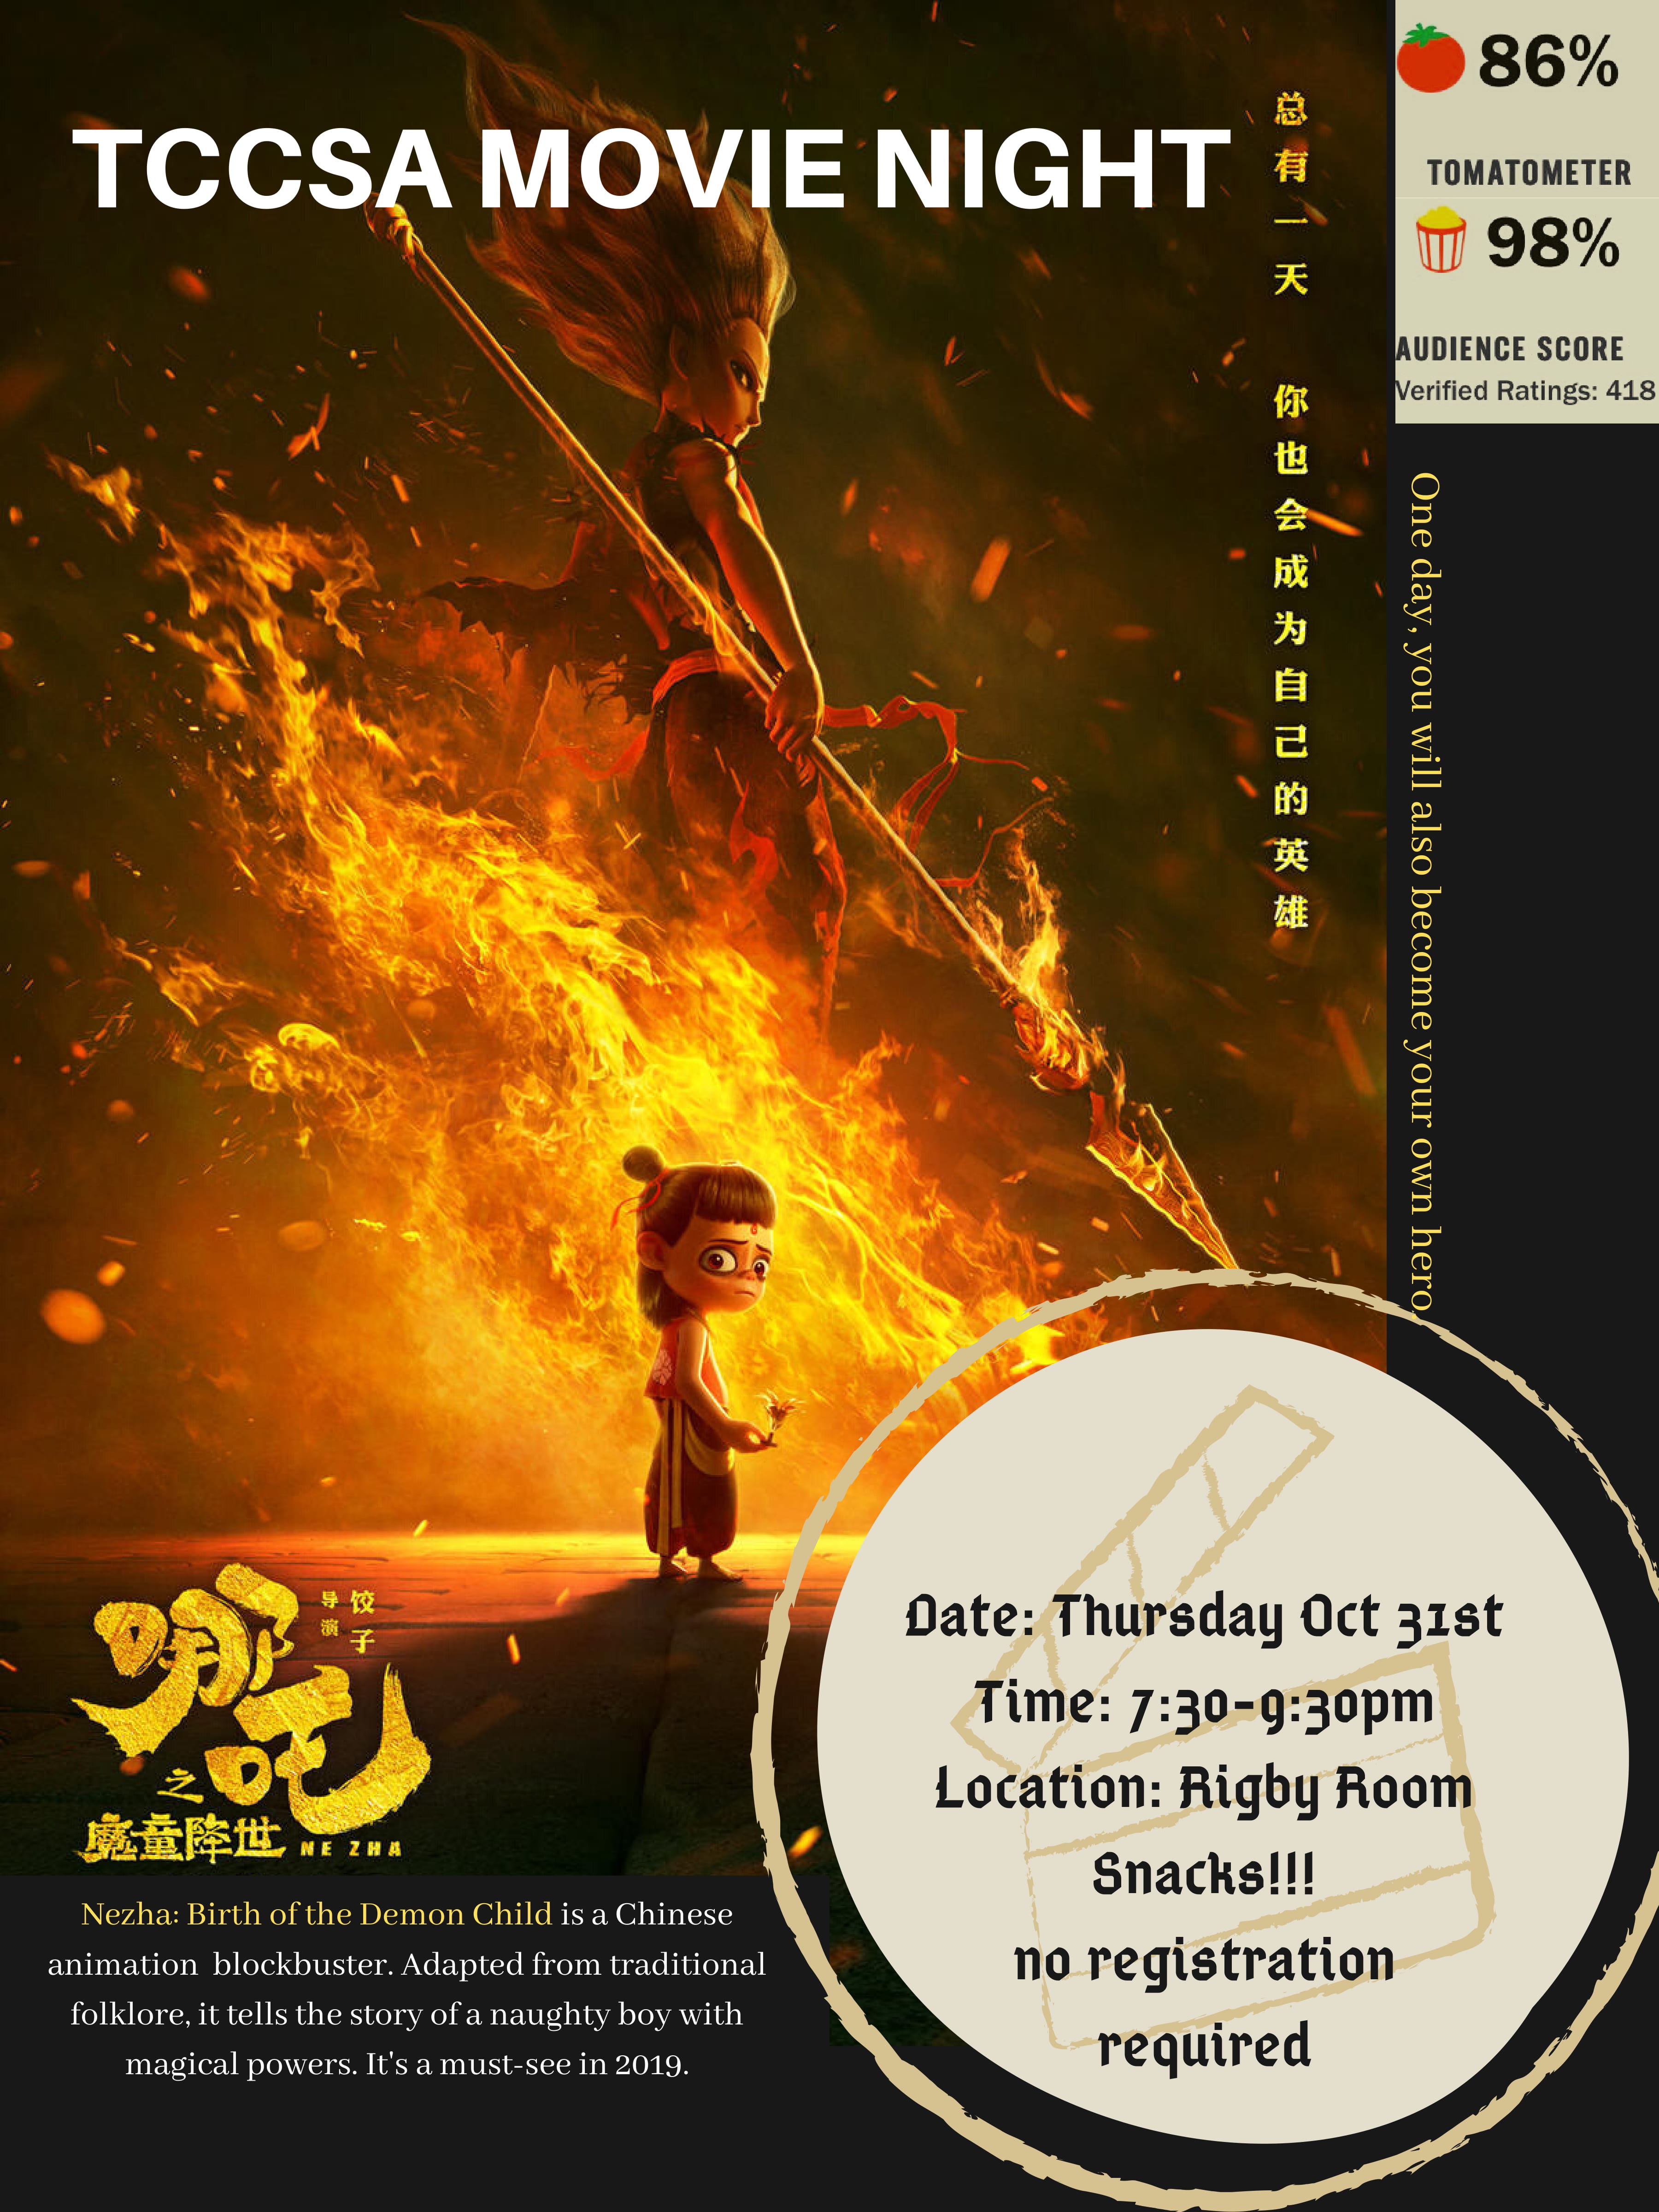 TCCSA MOVIE NIGHT
86%
TOMATOMETER
98%
AUDIENCE SCORE
Verified Ratings: 418
总有一天 你也会成为自己的英雄
One day, you will also become your own hero.
导演 饺子
哪吒
之
魔童降世 NE ZHA
Nezha: Birth of the Demon Child is a Chinese
animation blockbuster. Adapted from traditional
folklore, it tells the story of a naughty boy with
magical powers. It's a must-see in 2019.
Date: Thursday Oct 31st
Time: 7:30-9:30pm
Location: Rigby Room
Snacks!!!
no registration
required